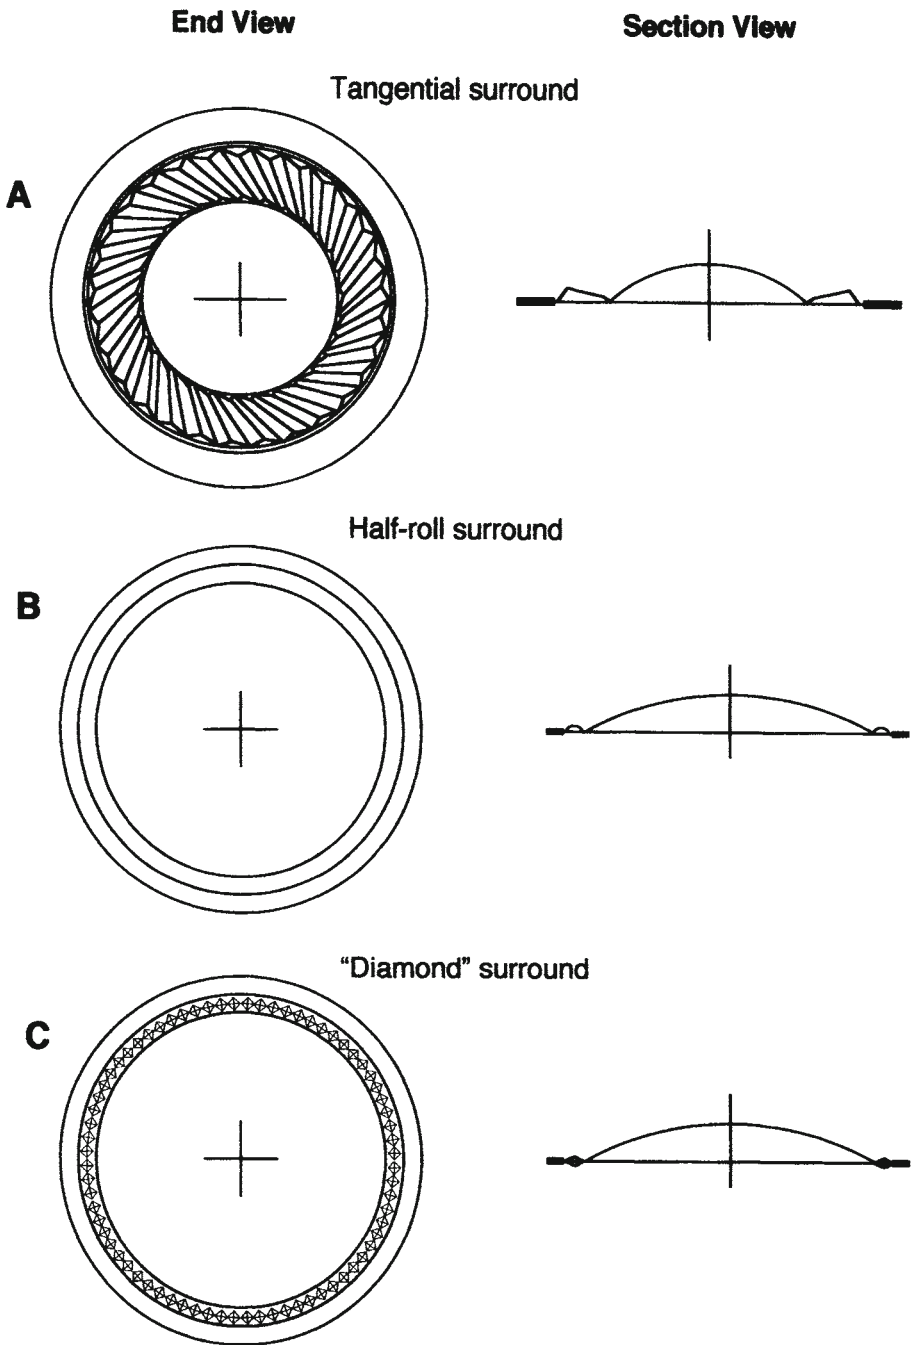 End View
Section View
Tangential surround
A
Half-roll surround
B
“Diamond” surround
C